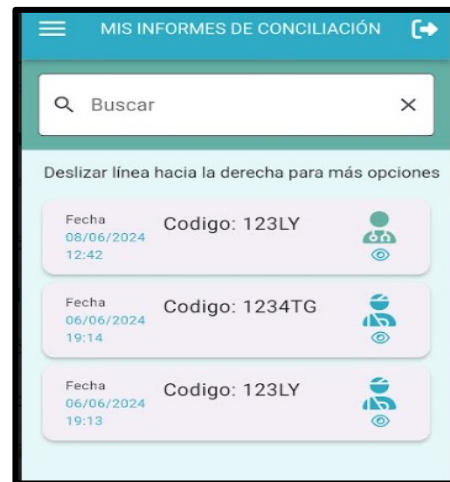 MIS INFORMES DE CONCILIACIÓN
Buscar
Deslizar línea hacia la derecha para más opciones
Fecha
08/06/2024
12:42
Codigo: 123LY
Fecha
06/06/2024
19:14
Codigo: 1234TG
Fecha
06/06/2024
19:13
Codigo: 123LY